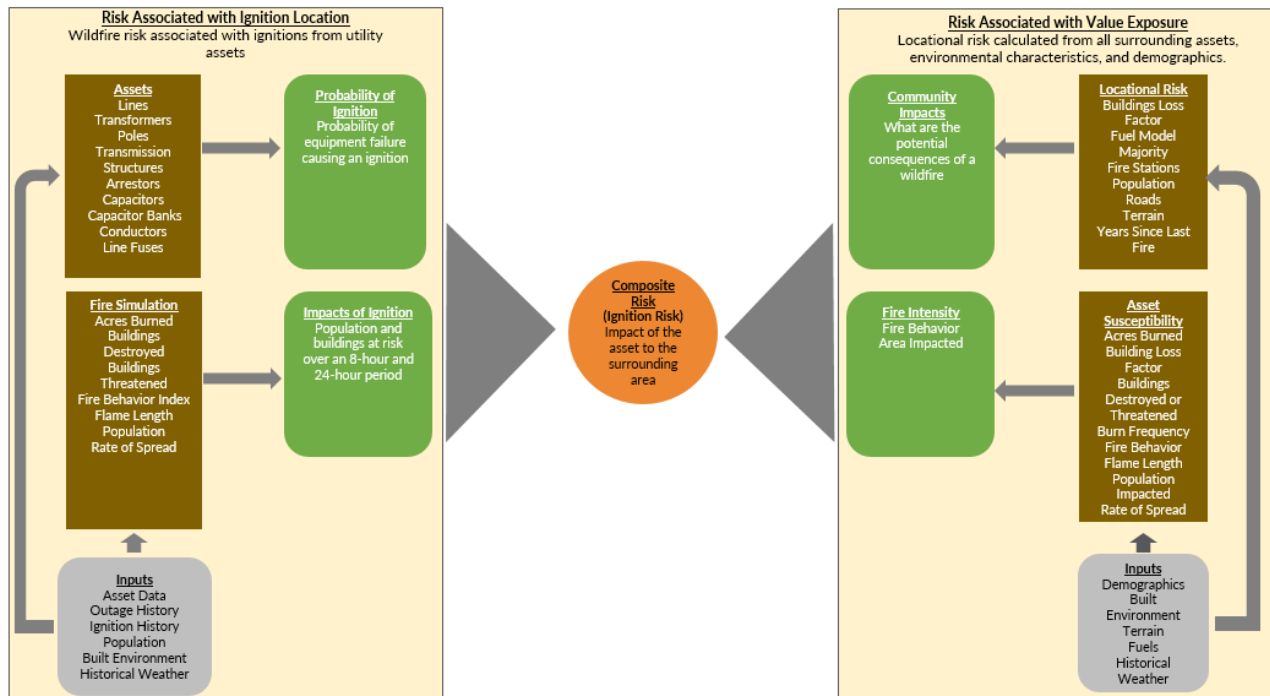 Risk Associated with Ignition Location
Wildfire risk associated with ignitions from utility
assets
Assets
Lines
Transformers
Poles
Transmission
Structures
Arrestors
Capacitors
Capacitor Banks
Conductors
Line Fuses
Probability of
Ignition
Probability of
equipment failure
causing an ignition
Fire Simulation
Acres Burned
Buildings
Destroyed
Buildings
Threatened
Fire Behavior Index
Flame Length
Population
Rate of Spread
Impacts of Ignition
Population and
buildings at risk
over an 8-hour and
24-hour period
Inputs
Asset Data
Outage History
Ignition History
Population
Built Environment
Historical Weather
Composite
Risk
(Ignition Risk)
Impact of the
asset to the
surrounding
area
Risk Associated with Value Exposure
Locational risk calculated from all surrounding assets,
environmental characteristics, and demographics.
Community
Impacts
What are the
potential
consequences of a
wildfire
Locational Risk
Buildings Loss
Factor
Fuel Model
Majority
Fire Stations
Population
Roads
Terrain
Years Since Last
Fire
Fire Intensity
Fire Behavior
Area Impacted
Asset
Susceptibility
Acres Burned
Building Loss
Factor
Buildings
Destroyed or
Threatened
Burn Frequency
Fire Behavior
Flame Length
Population
Impacted
Rate of Spread
Inputs
Demographics
Built
Environment
Terrain
Fuels
Historical
Weather